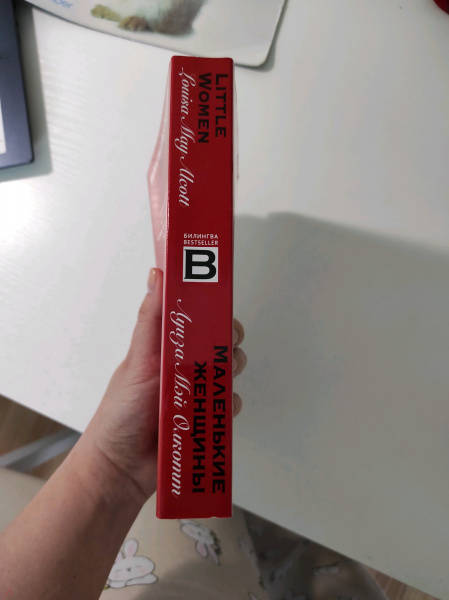 LITTLE
WOMEN
Louisa May Alcott
БИЛИНГВА
BESTSELLER
B
МАЛЕНЬКИЕ
ЖЕНЩИНЫ
Луиза Мэй Олкотт